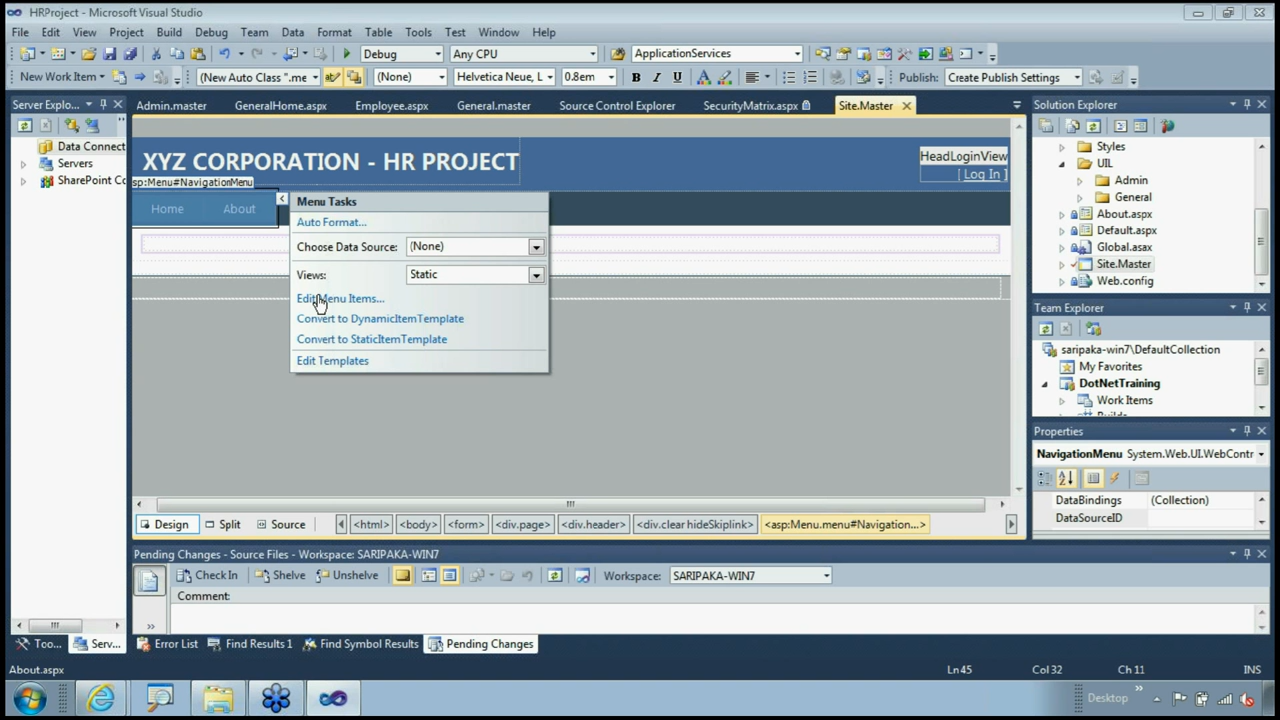 HRProject - Microsoft Visual Studio
File Edit View Project Build Debug Team Data Format Table Tools Test Window Help
Debug Any CPU ApplicationServices
New Work Item (New Auto Class ".me (None) Helvetica Neue, L 0.8em B I U A Publish: Create Publish Settings
Server Explo...
Data Connect
Servers
SharePoint Co
Admin.master GeneralHome.aspx Employee.aspx General.master Source Control Explorer SecurityMatrix.aspx Site.Master
XYZ CORPORATION - HR PROJECT
HeadLoginView
[ Log In ]
sp:Menu#NavigationMenu
Home About
Menu Tasks
Auto Format...
Choose Data Source: (None)
Views: Static
Edit Menu Items...
Convert to DynamicItemTemplate
Convert to StaticItemTemplate
Edit Templates
Design Split Source <html> <body> <form> <div.page> <div.header> <div.clear hideSkiplink> <asp:Menu.menu#Navigation...>
Solution Explorer
Styles
UIL
Admin
General
About.aspx
Default.aspx
Global.asax
Site.Master
Web.config
Team Explorer
saripaka-win7\DefaultCollection
My Favorites
DotNetTraining
Work Items
Properties
NavigationMenu System.Web.UI.WebContr
DataBindings (Collection)
DataSourceID
Pending Changes - Source Files - Workspace: SARIPAKA-WIN7
Check In Shelve Unshelve Workspace: SARIPAKA-WIN7
Comment:
Too... Serv... Error List Find Results 1 Find Symbol Results Pending Changes
About.aspx Ln 45 Col 32 Ch 11 INS
Desktop